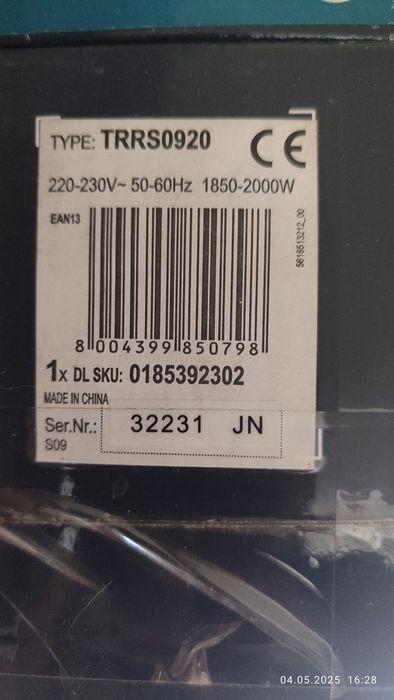 TYPE: TRRS0920
CE
220-230V~ 50-60Hz 1850-2000W
EAN13
5618513212_00
8 004399 850798
1x DL SKU: 0185392302
MADE IN CHINA
Ser.Nr.: 32231 JN
S09
04.05.2025 16:28